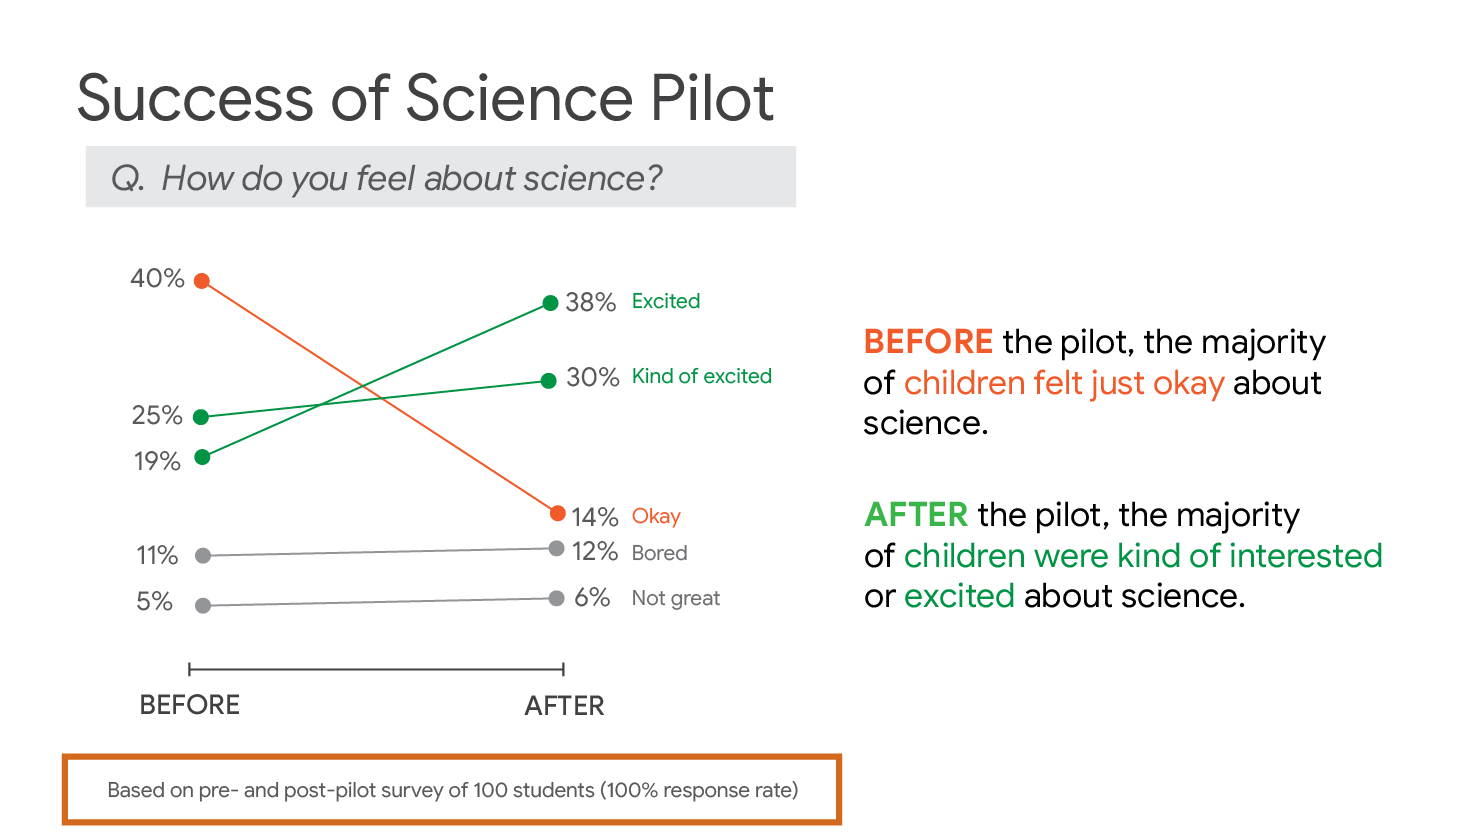 Success of Science Pilot
Q. How do you feel about science?
40%
38% Excited
30% Kind of excited
25%
19%
14% Okay
11%
12% Bored
5%
6% Not great
BEFORE
AFTER
BEFORE the pilot, the majority
of children felt just okay about
science.
AFTER the pilot, the majority
of children were kind of interested
or excited about science.
Based on pre- and post-pilot survey of 100 students (100% response rate)